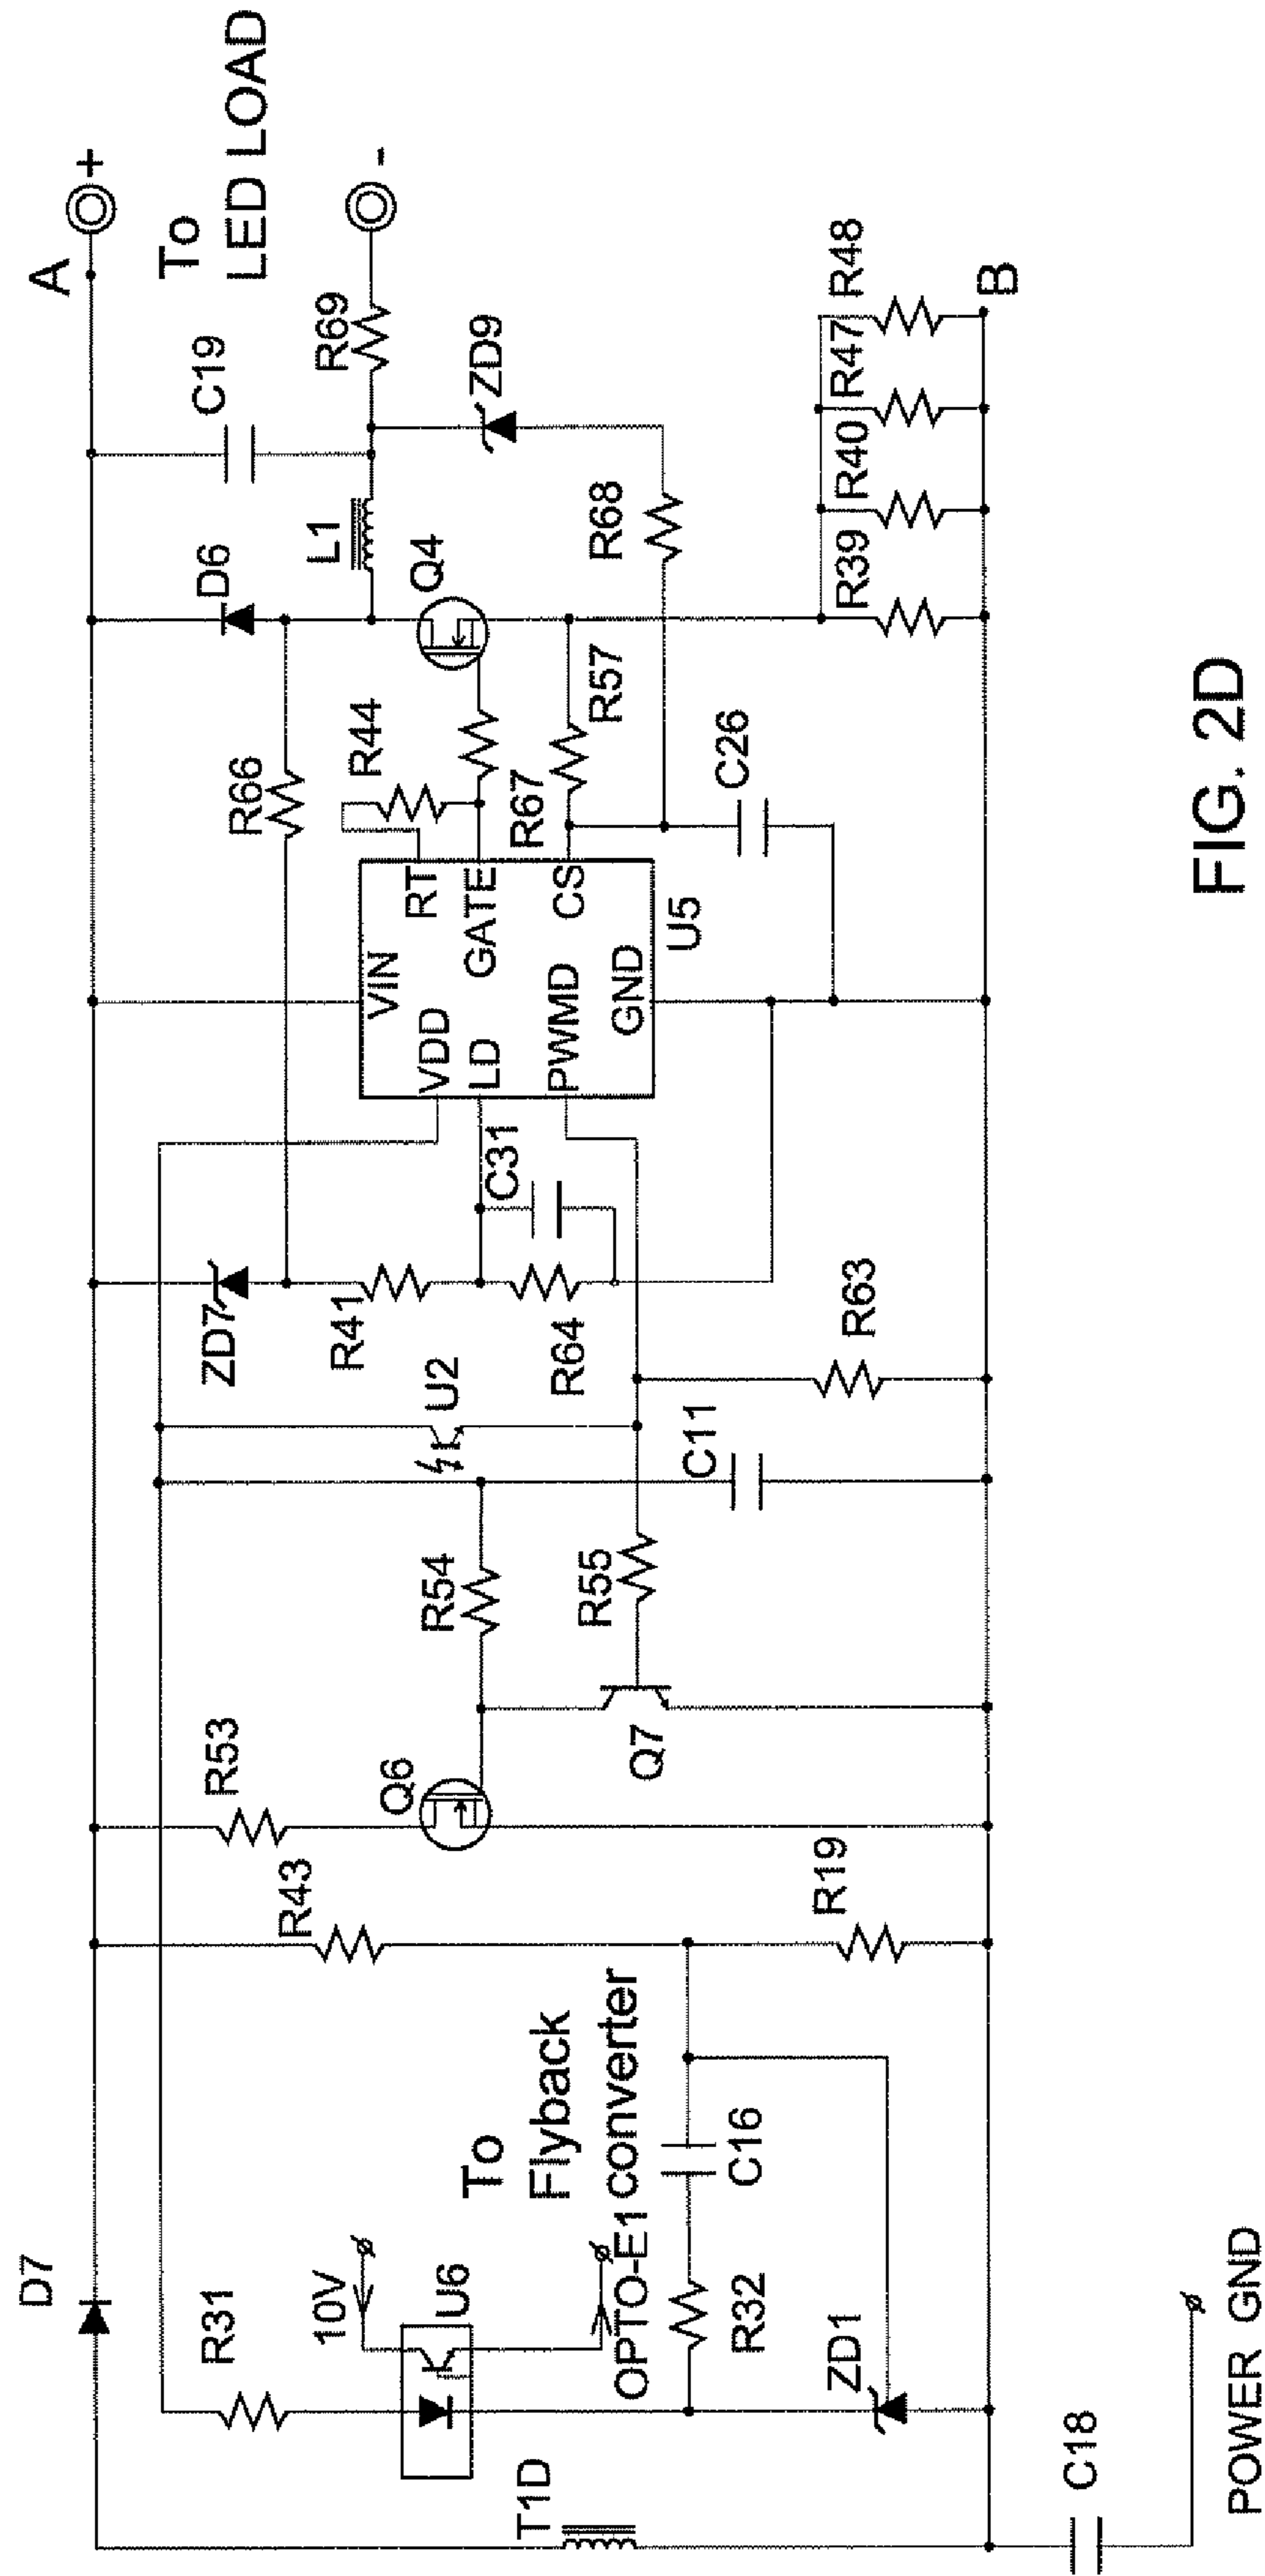 D7
R31
10V
U6
To
Flyback
converter
OPTO-E1
T1D
R32
C16
ZD1
C18
POWER GND
R43
R19
R53
Q6
Q7
R54
R55
C11
U2
R63
ZD7
R41
R64
C31
VIN
VDD
LD
PWMD
GND
RT
GATE
CS
U5
R66
R44
R67
R57
C26
D6
L1
Q4
R68
C19
R69
ZD9
A
+
To
LED LOAD
-
R39
R40
R47
R48
B
FIG. 2D